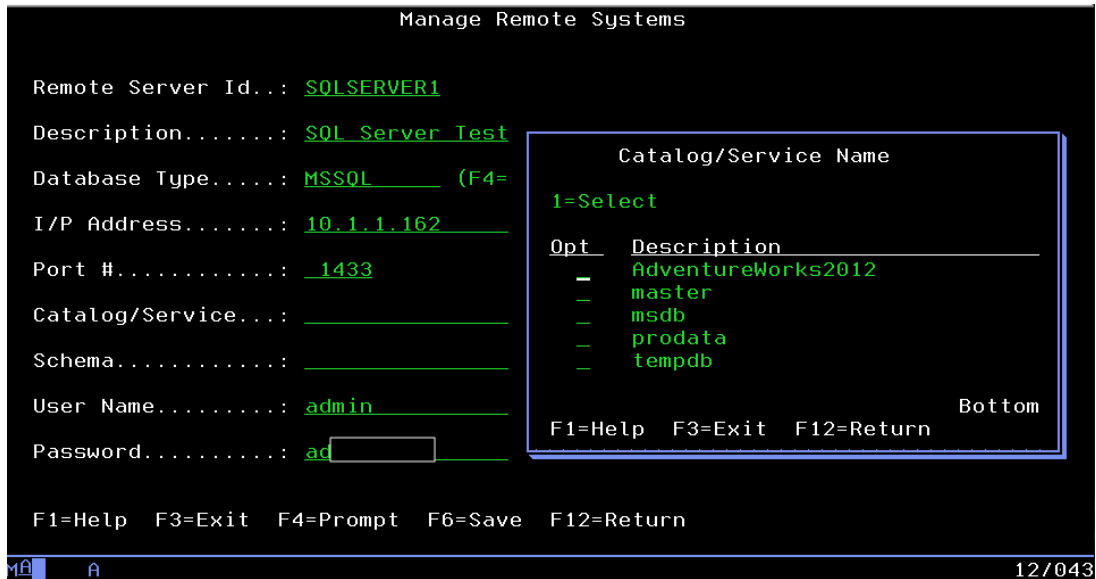 Manage Remote Systems
Remote Server Id..: SQLSERVER1
Description.......: SQL Server Test
Database Type.....: MSSQL (F4=
I/P Address.......: 10.1.1.162
Port #............: 1433
Catalog/Service...:
Schema............:
User Name.........: admin
Password..........: ad
Catalog/Service Name
1=Select
Opt Description
AdventureWorks2012
master
msdb
prodata
tempdb
Bottom
F1=Help F3=Exit F12=Return
F1=Help F3=Exit F4=Prompt F6=Save F12=Return
MA A 12/043